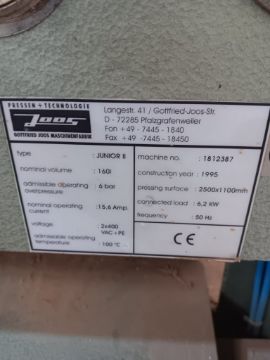 PRESSEN + TECHNOLOGIE
Joos
GOTTFRIED JOOS MASCHINENFABRIK
Langestr. 41 / Gottfried-Joos-Str.
D - 72285 Pfalzgrafenweiler
Fon +49 - 7445 - 1840
Fax +49 - 7445 - 18450
type : JUNIOR 8
nominal volume : 160l
admissible operating overpressure : 6 bar
nominal operating current : 15,6 Amp.
voltage : 2x400 VAC +PE
admissible operating temperature : 100 °C
machine no. : 1812387
construction year : 1995
pressing surface : 2500x1100mm
connected load : 6,2 KW
frequency : 50 Hz
CE